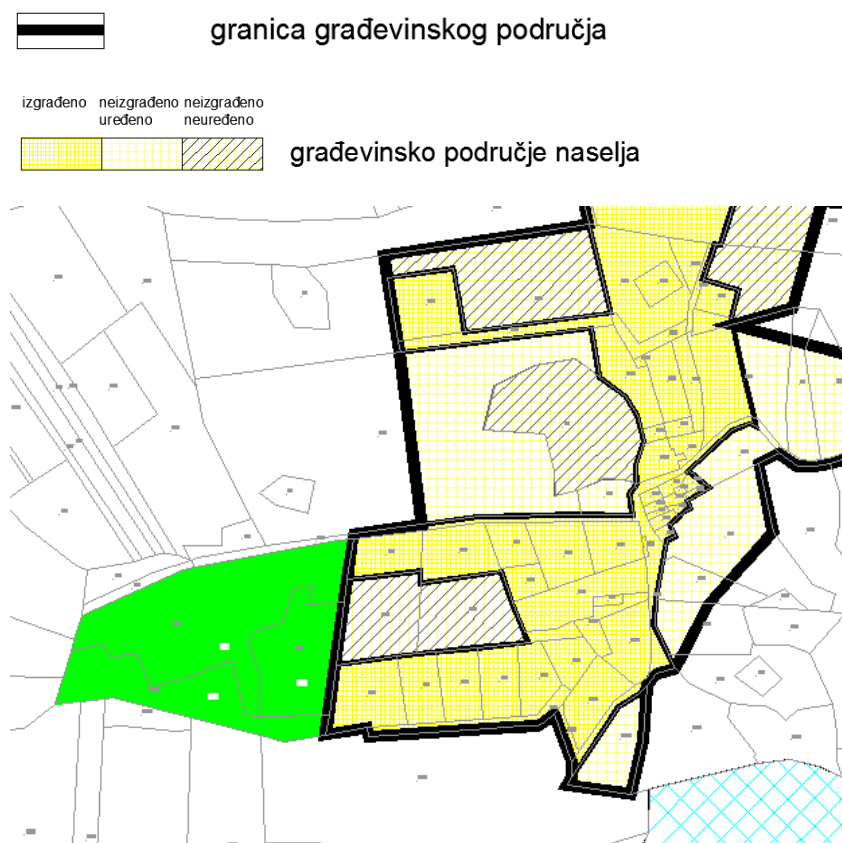 granica građevinskog područja
izgrađeno neizgrađeno neizgrađeno
uređeno neuređeno
građevinsko područje naselja